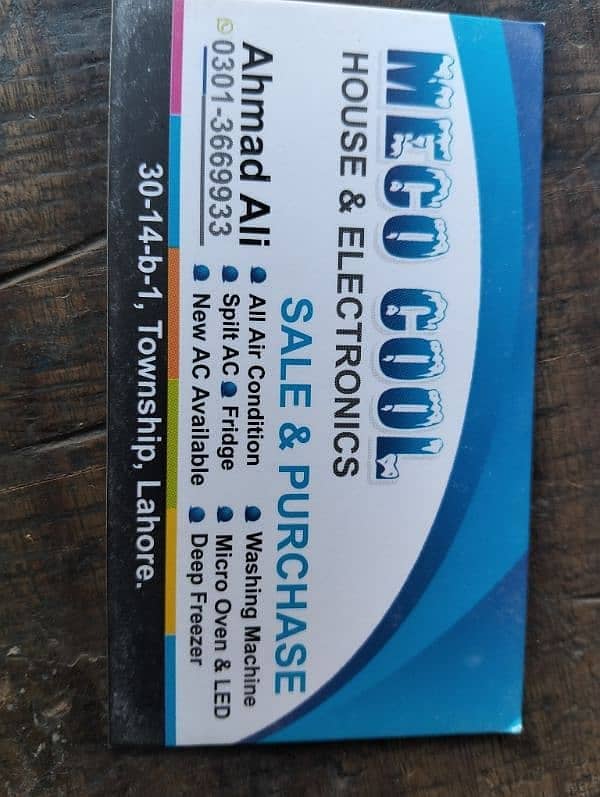 MECO COOL
HOUSE & ELECTRONICS
SALE & PURCHASE
Ahmad Ali
0301-3669933
All Air Condition
Spilt AC Fridge
New AC Available
Washing Machine
Micro Oven & LED
Deep Freezer
30-14-b-1, Township, Lahore.